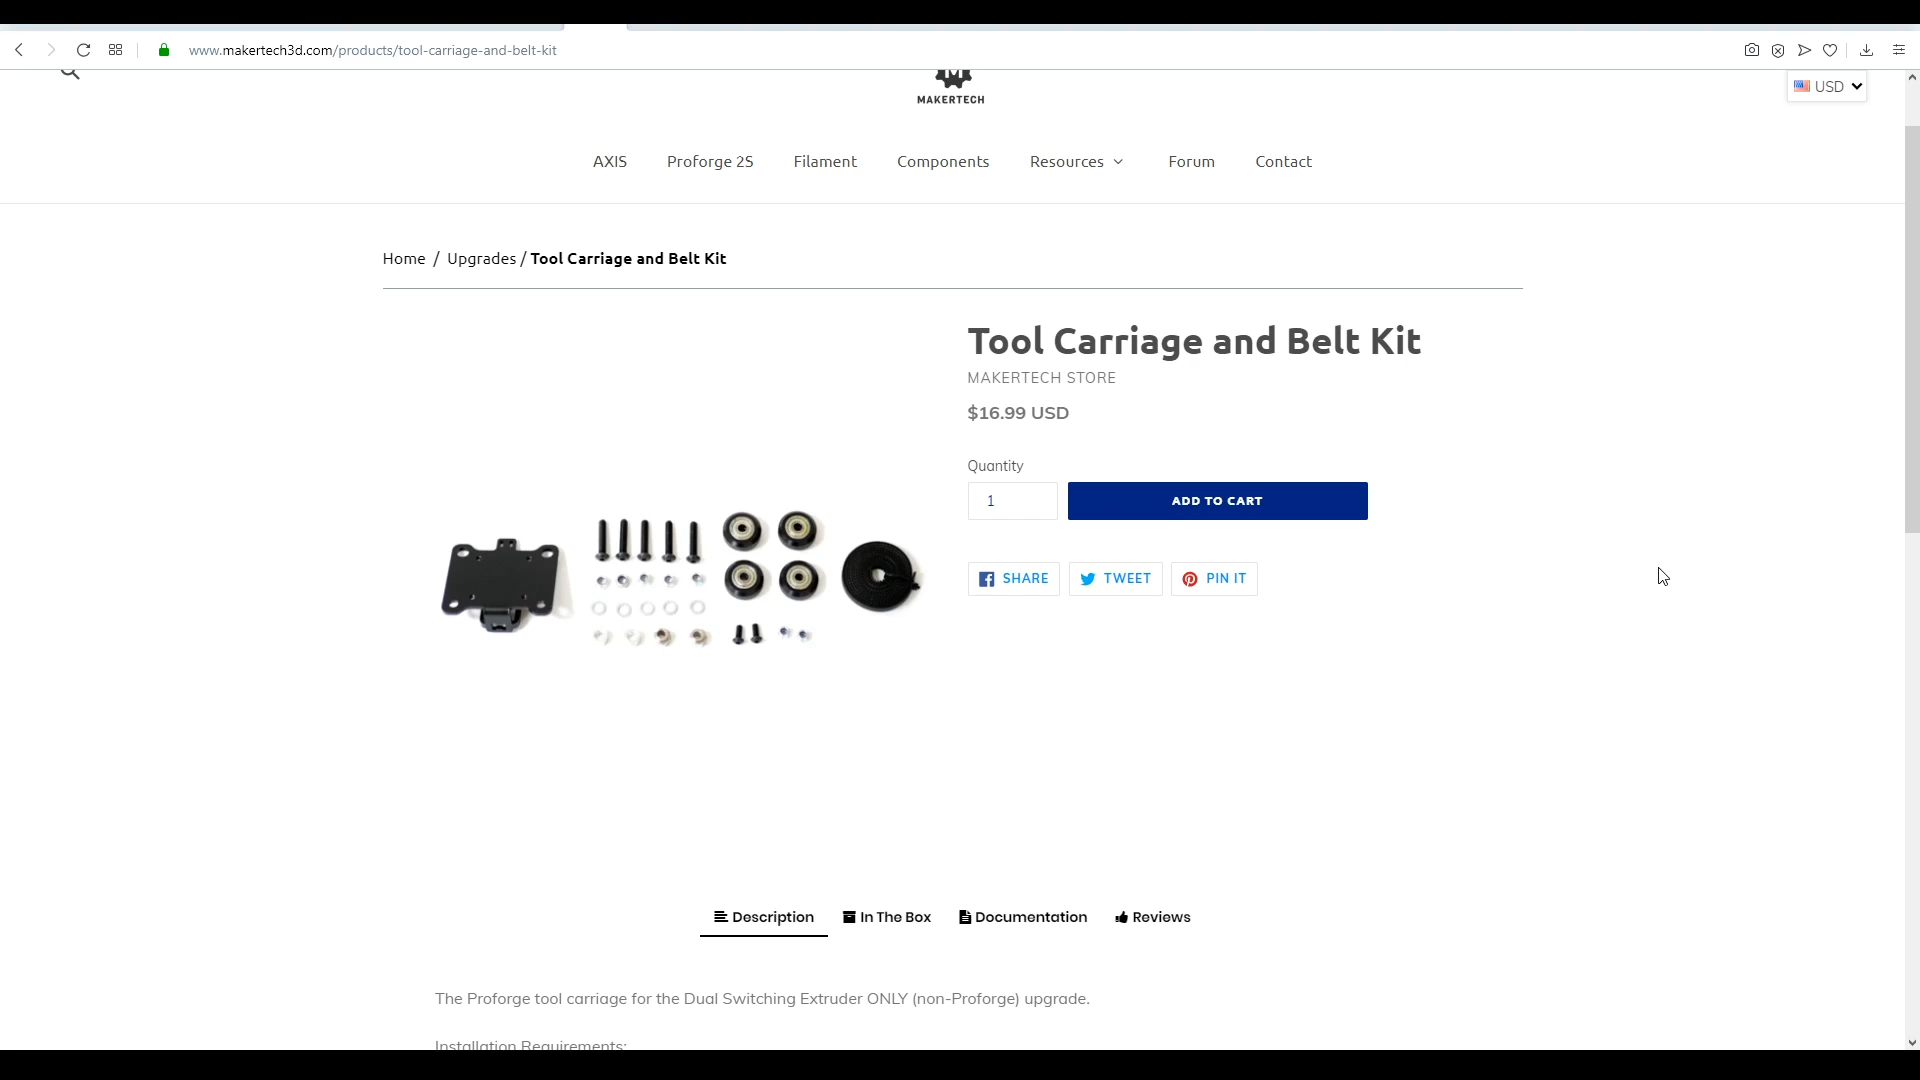 www.makertech3d.com/products/tool-carriage-and-belt-kit
MAKERTECH
USD
AXIS Proforge 2S Filament Components Resources Forum Contact
Home / Upgrades / Tool Carriage and Belt Kit
Tool Carriage and Belt Kit
MAKERTECH STORE
$16.99 USD
Quantity
1 ADD TO CART
SHARE TWEET PIN IT
Description In The Box Documentation Reviews
The Proforge tool carriage for the Dual Switching Extruder ONLY (non-Proforge) upgrade.
Installation Requirements: